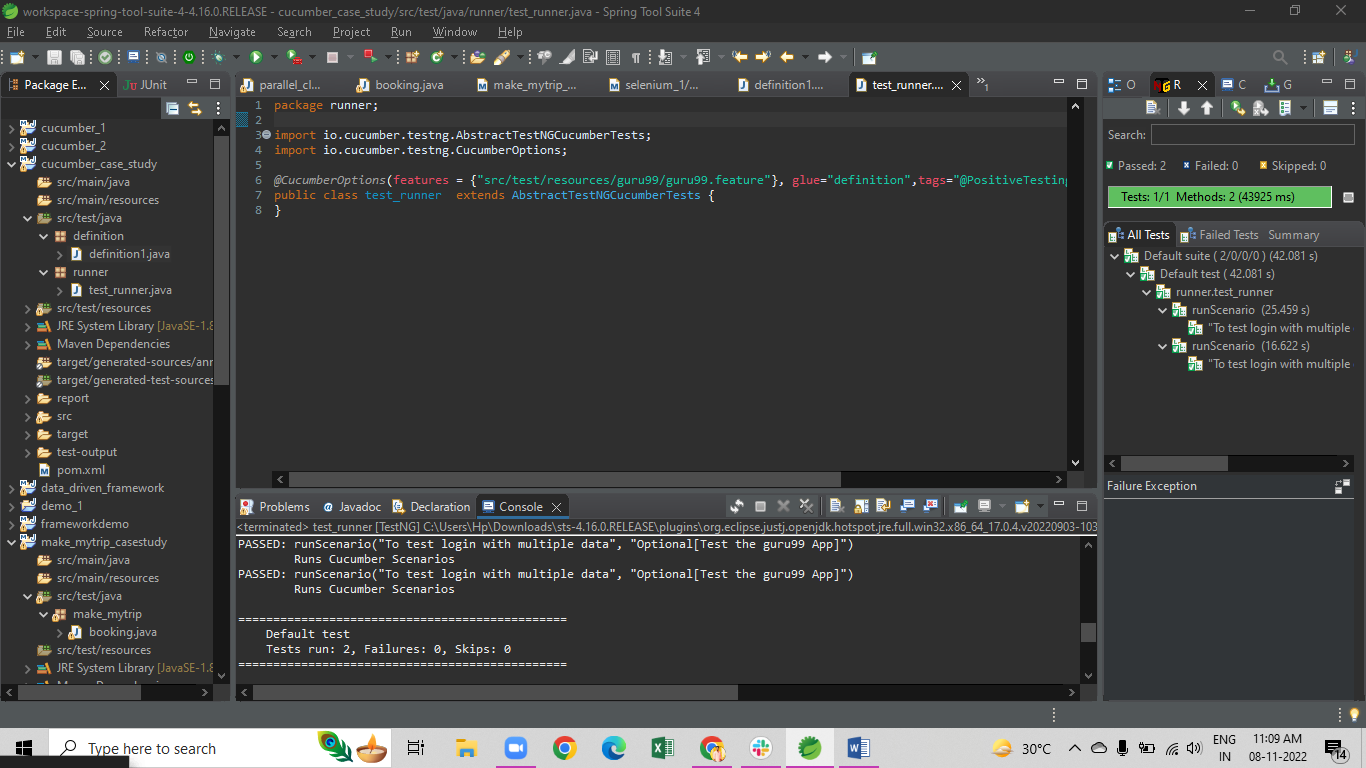 workspace-spring-tool-suite-4-4.16.0.RELEASE - cucumber_case_study/src/test/java/runner/test_runner.java - Spring Tool Suite 4
File Edit Source Refactor Navigate Search Project Run Window Help
Package E... JUnit
cucumber_1
cucumber_2
cucumber_case_study
src/main/java
src/main/resources
src/test/java
definition
definition1.java
runner
test_runner.java
src/test/resources
JRE System Library [JavaSE-1.8
Maven Dependencies
target/generated-sources/anr
target/generated-test-sources
report
src
target
test-output
pom.xml
data_driven_framework
demo_1
frameworkdemo
make_mytrip_casestudy
src/main/java
src/main/resources
src/test/java
make_mytrip
booking.java
src/test/resources
JRE System Library [JavaSE-1.8
parallel_cl... booking.java make_mytrip_... selenium_1/... definition1.... test_runner.... 1
1 package runner;
2
3 import io.cucumber.testng.AbstractTestNGCucumberTests;
4 import io.cucumber.testng.CucumberOptions;
5
6 @CucumberOptions(features = {"src/test/resources/guru99/guru99.feature"}, glue="definition",tags="@PositiveTesting
7 public class test_runner  extends AbstractTestNGCucumberTests {
8 }
Problems Javadoc Declaration Console
<terminated> test_runner [TestNG] C:\Users\Hp\Downloads\sts-4.16.0.RELEASE\plugins\org.eclipse.justj.openjdk.hotspot.jre.full.win32.x86_64_17.0.4.v20220903-103
PASSED: runScenario("To test login with multiple data", "Optional[Test the guru99 App]")
Runs Cucumber Scenarios
PASSED: runScenario("To test login with multiple data", "Optional[Test the guru99 App]")
Runs Cucumber Scenarios
===============================================
Default test
Tests run: 2, Failures: 0, Skips: 0
===============================================
O R C G
Search:
Passed: 2 Failed: 0 Skipped: 0
Tests: 1/1 Methods: 2 (43925 ms)
All Tests Failed Tests Summary
Default suite ( 2/0/0/0 ) (42.081 s)
Default test ( 42.081 s)
runner.test_runner
runScenario (25.459 s)
"To test login with multiple
runScenario (16.622 s)
"To test login with multiple
Failure Exception
Type here to search
30°C
ENG
IN
11:09 AM
08-11-2022
14